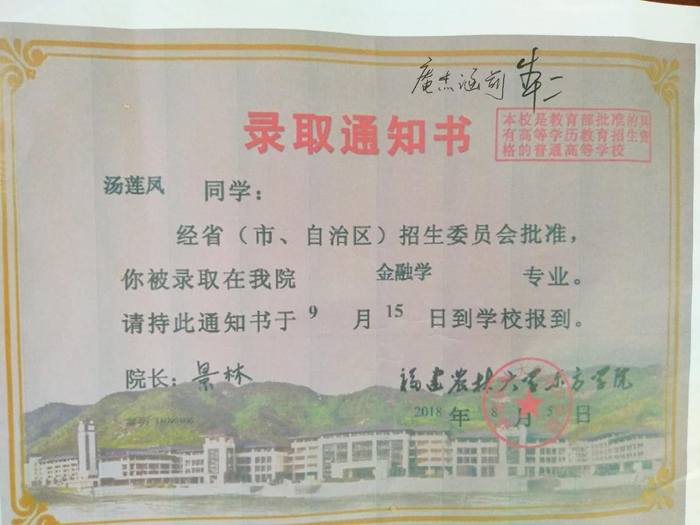 录取通知书
本校是教育部批准的具
有高等学历教育招生资
格的普通高等学校
汤莲凤 同学：
经省（市、自治区）招生委员会批准，
你被录取在我院 金融学 专业。
请持此通知书于 9 月 15 日到学校报到。
院长：景林 福建农林大学东方学院
2018 年 8 月 5 日